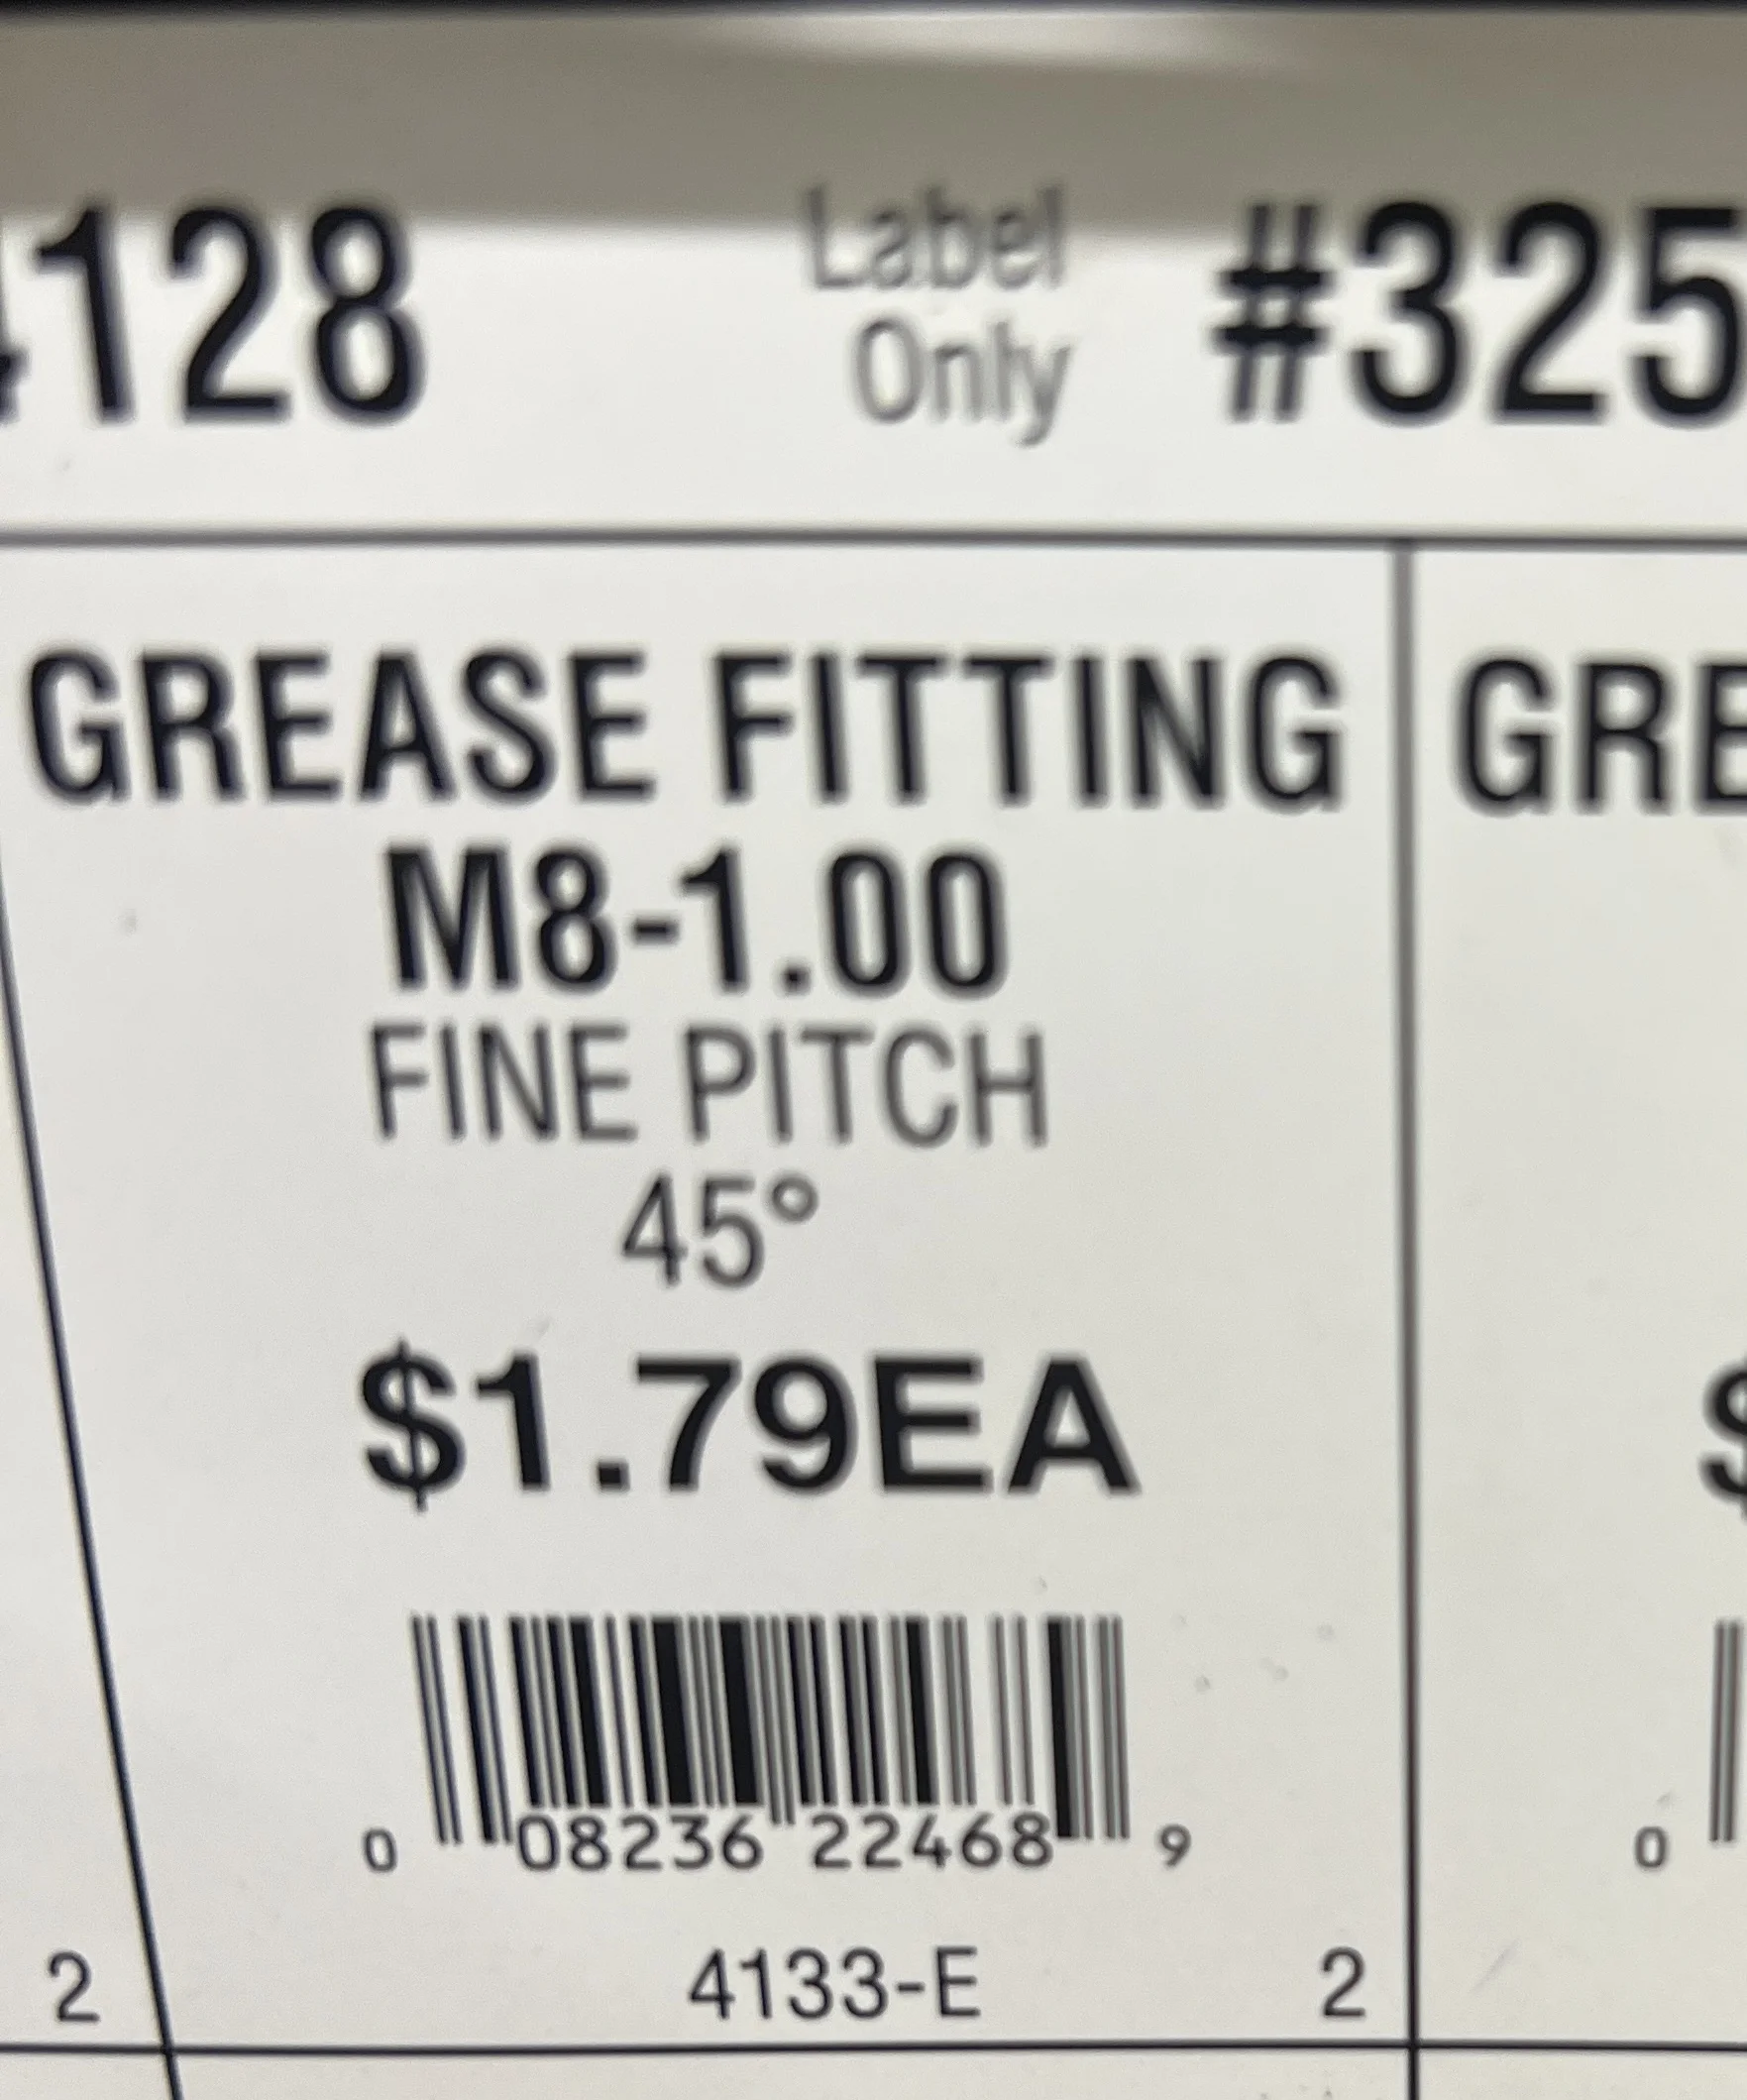 128 Label Only #325
GREASE FITTING
M8-1.00
FINE PITCH
45°
$1.79EA
0 08236 22468 9
4133-E
2
2
GRE
$
0